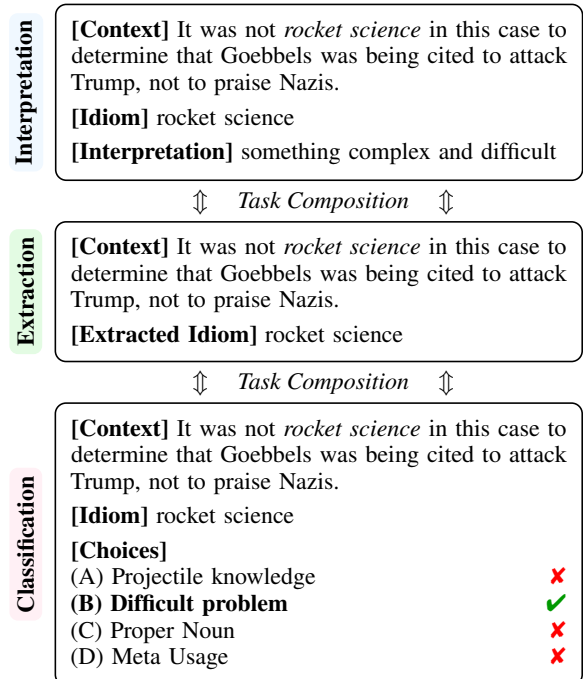 Interpretation
[Context] It was not rocket science in this case to
determine that Goebbels was being cited to attack
Trump, not to praise Nazis.
[Idiom] rocket science
[Interpretation] something complex and difficult
⇕ Task Composition ⇕
Extraction
[Context] It was not rocket science in this case to
determine that Goebbels was being cited to attack
Trump, not to praise Nazis.
[Extracted Idiom] rocket science
⇕ Task Composition ⇕
Classification
[Context] It was not rocket science in this case to
determine that Goebbels was being cited to attack
Trump, not to praise Nazis.
[Idiom] rocket science
[Choices]
(A) Projectile knowledge ✘
(B) Difficult problem ✔
(C) Proper Noun ✘
(D) Meta Usage ✘